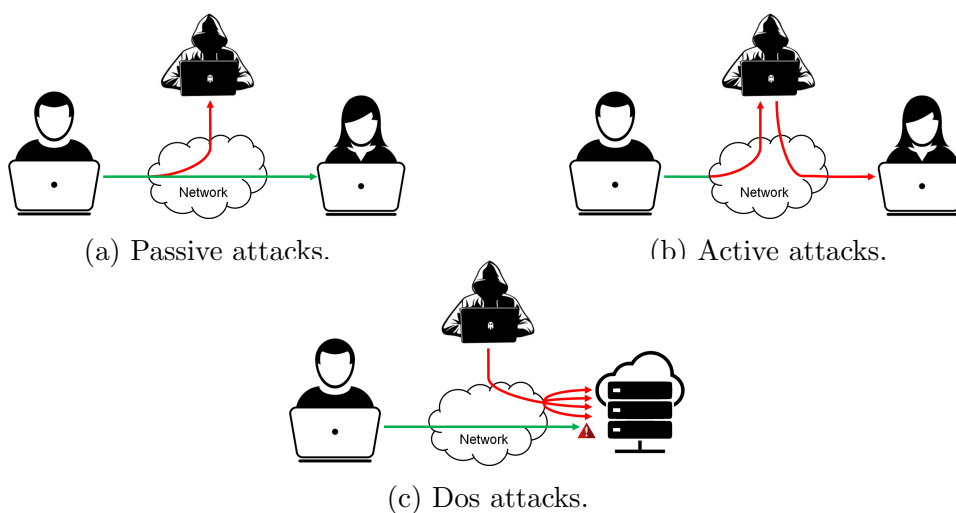 Network
Network
(a) Passive attacks.
(b) Active attacks.
Network
(c) Dos attacks.